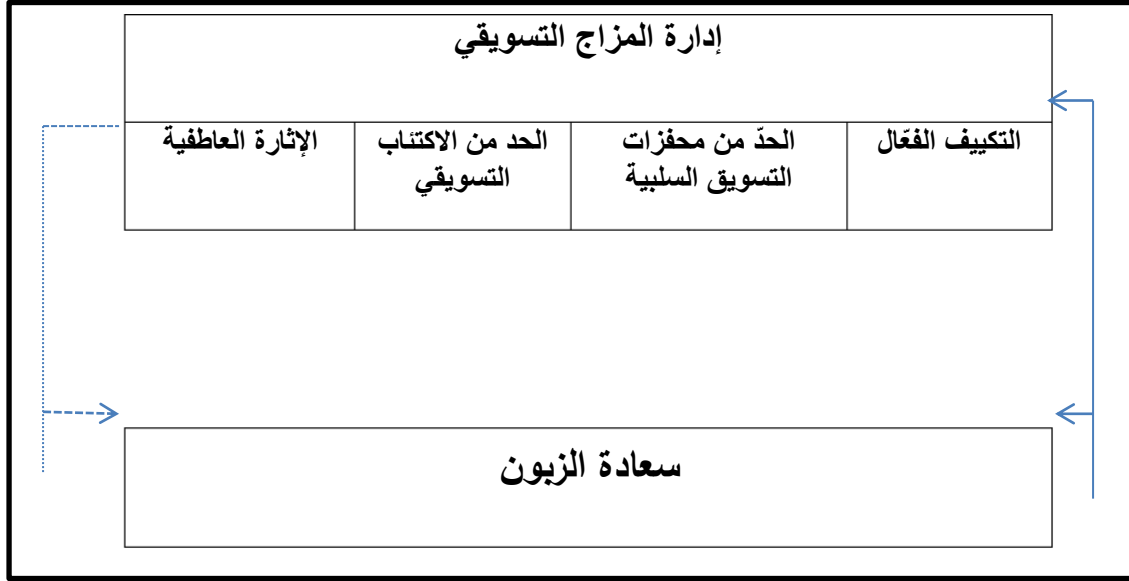 إدارة المزاج التسويقي
التكييف الفعّال
الحدّ من محفزات
التسويق السلبية
الحد من الاكتئاب
التسويقي
الإثارة العاطفية
سعادة الزبون